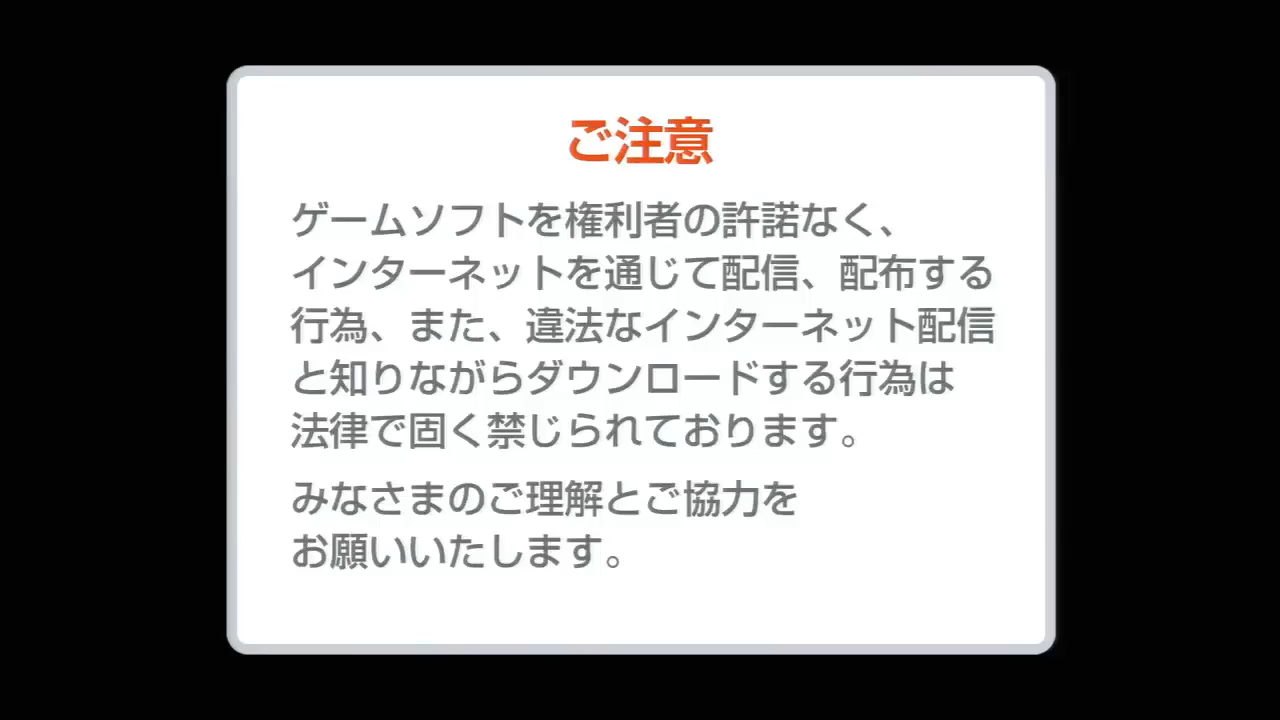 ご注意
ゲームソフトを権利者の許諾なく、
インターネットを通じて配信、配布する
行為、また、違法なインターネット配信
と知りながらダウンロードする行為は
法律で固く禁じられております。
みなさまのご理解とご協力を
お願いいたします。